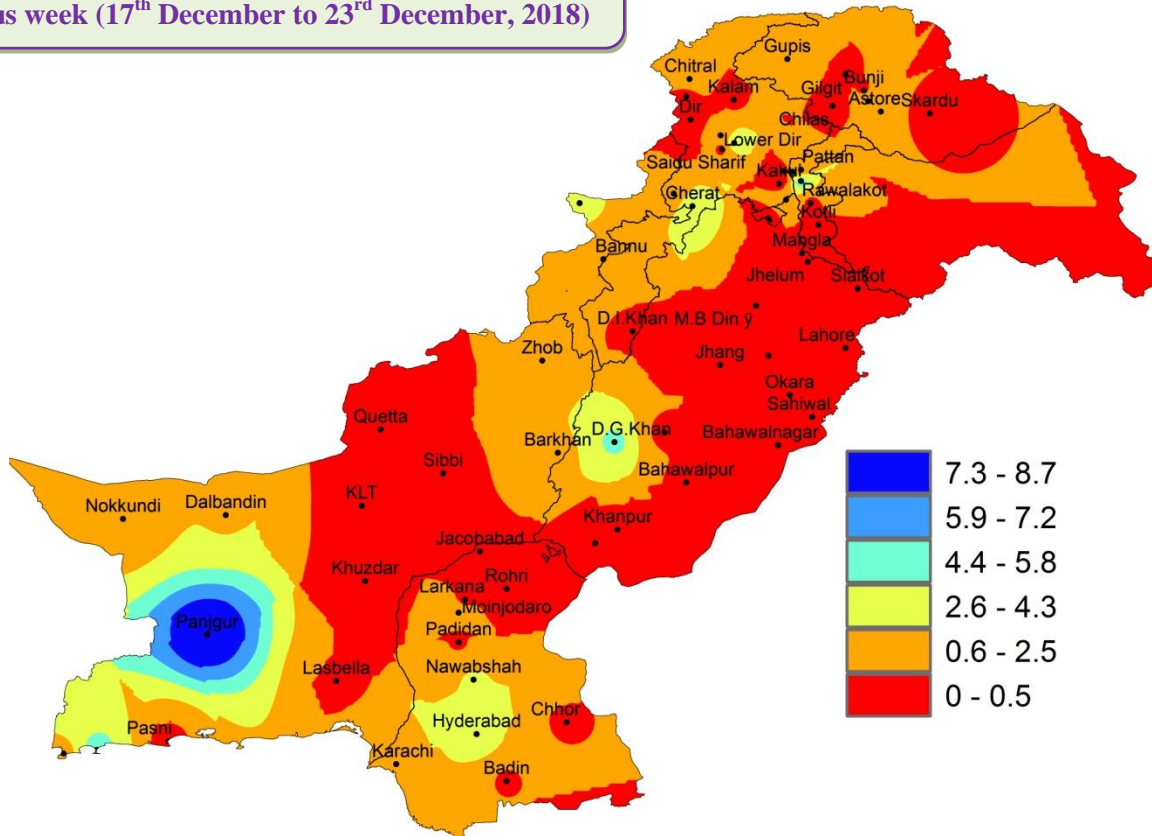 us week (17th December to 23rd December, 2018)
Gupis
Chitral
Bunji
Kalam
Gilgit
Astore Skardu
Dir
Chilas
Lower Dir
Pattan
Saidu Sharif
Kakul
Cherat
Rawalakot
Kotli
Mangla
Bannu
Jhelum
Sialkot
D.I.Khan M.B Din
Lahore
Zhob
Jhang
Okara
Sahiwal
Quetta
D.G.Khan
Bahawalnagar
Barkhan
Sibbi
Bahawalpur
7.3 - 8.7
Nokkundi
Dalbandin
KLT
5.9 - 7.2
Khanpur
Jacobabad
4.4 - 5.8
Khuzdar
Rohri
Larkana
Moinjodaro
2.6 - 4.3
Panjgur
Padidan
0.6 - 2.5
Lasbella
Nawabshah
0 - 0.5
Pasni
Hyderabad
Chhor
Karachi
Badin